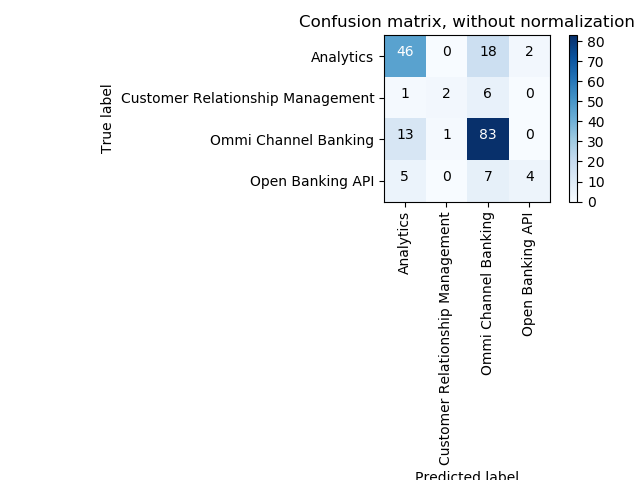 Confusion matrix, without normalization
True label
Analytics 46 0 18 2
Customer Relationship Management 1 2 6 0
Ommi Channel Banking 13 1 83 0
Open Banking API 5 0 7 4
Analytics
Customer Relationship Management
Ommi Channel Banking
Open Banking API
Predicted label
80
70
60
50
40
30
20
10
0